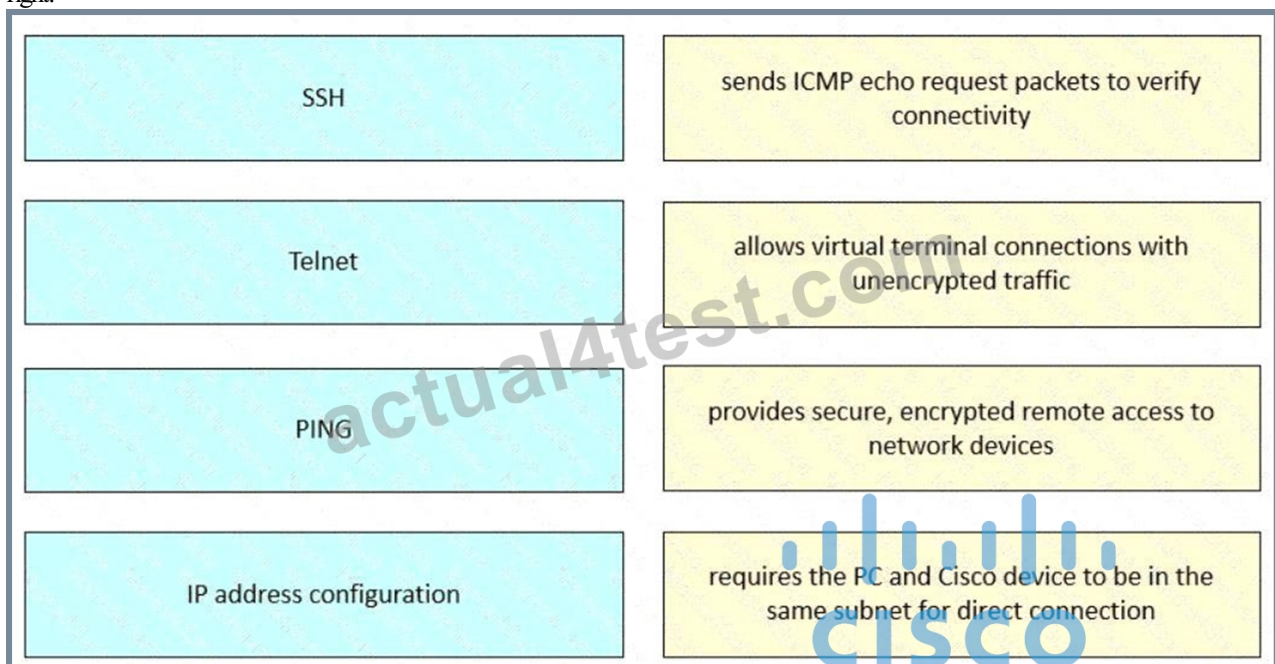 right.
SSH
sends ICMP echo request packets to verify
connectivity
Telnet
allows virtual terminal connections with
unencrypted traffic
PING
provides secure, encrypted remote access to
network devices
IP address configuration
requires the PC and Cisco device to be in the
same subnet for direct connection
actual4test.com
CISCO